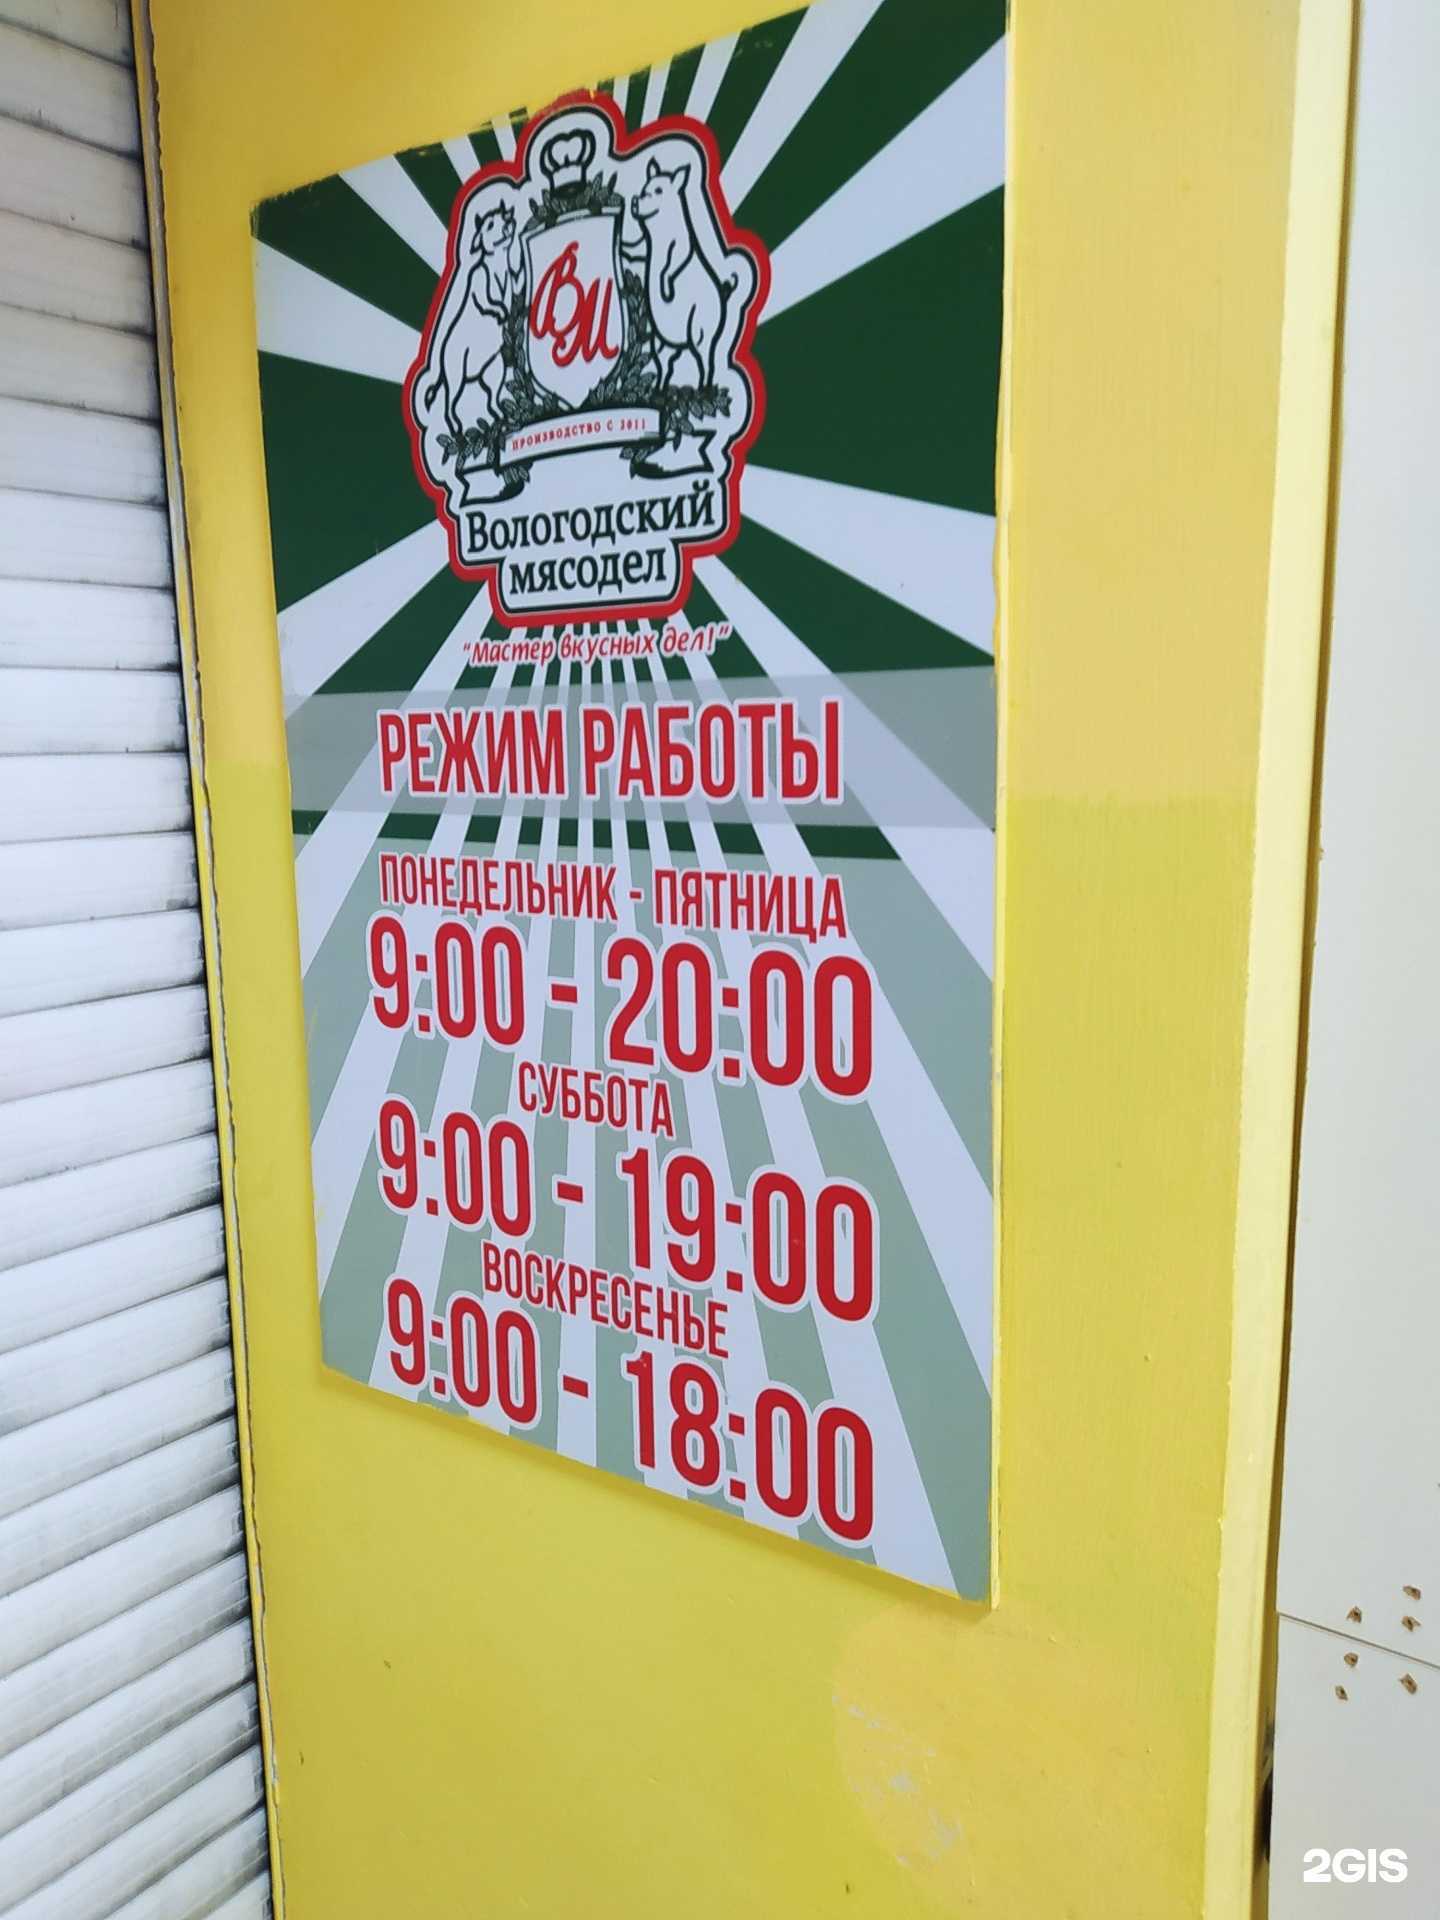 ВМ
ПРОИЗВОДСТВО С 2011
Вологодский
мясодел
"мастер вкусных дел!"
РЕЖИМ РАБОТЫ
ПОНЕДЕЛЬНИК - ПЯТНИЦА
9:00 - 20:00
СУББОТА
9:00 - 19:00
ВОСКРЕСЕНЬЕ
9:00 - 18:00
2GIS